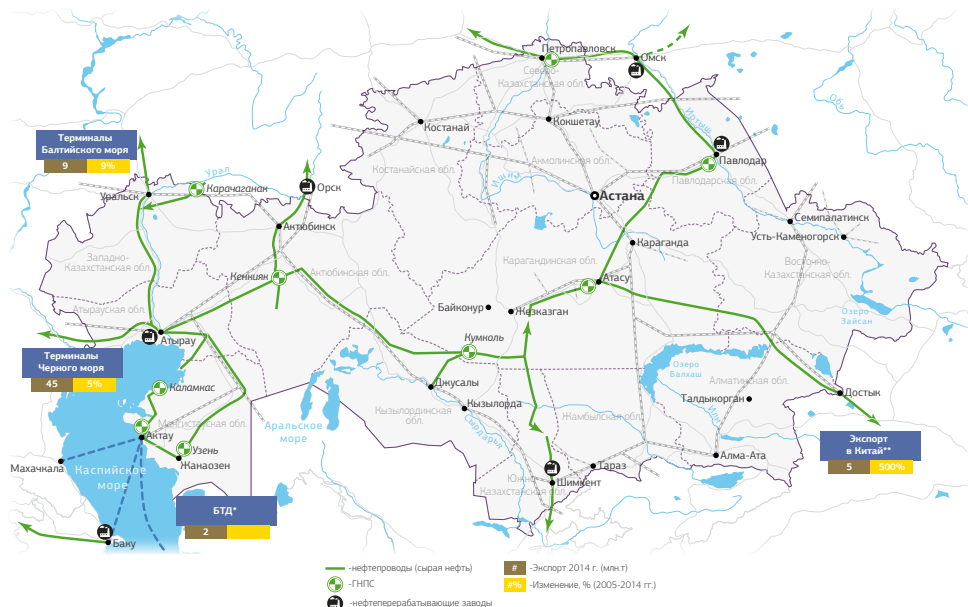 Петропавловск
Омск
Северо-
Казахстанская обл.
Обь
Костанай
Кокшетау
Иртыш
Терминалы
Балтийского моря
9 9%
Костанайская обл.
Акмолинская обл.
Павлодар
Урал
Карачаганак
Орск
Ишим
Павлодарская обл.
Уральск
Астана
Актюбинск
Семипалатинск
Усть-Каменогорск
Караганда
Западно-
Казахстанская обл.
Кенкияк
Актюбинская обл.
Карагандинская обл.
Восточно-
Казахстанская обл.
Атасу
Байконур
Жезказган
Озеро
Зайсан
Атырауская обл.
Атырау
Кумколь
Терминалы
Черного моря
45 5%
Озеро
Балхаш
Каламкас
Джусалы
Алматинская обл.
Достык
Талдыкорган
Кызылорда
Кызылординская
обл.
Жамбылская обл.
Или
Мангистауская обл.
Аральское
море
Сырдарья
Актау
Узень
Жанаозен
Экспорт
в Китай**
5 500%
Алма-Ата
Махачкала
Каспийское
море
Тараз
Южно-
Казахстанская обл.
Шимкент
БТД*
2
Баку
-нефтепроводы (сырая нефть)
# -Экспорт 2014 г. (млн.т)
-ГНПС
#% -Изменение, % (2005-2014 гг.)
-нефтеперерабатывающие заводы